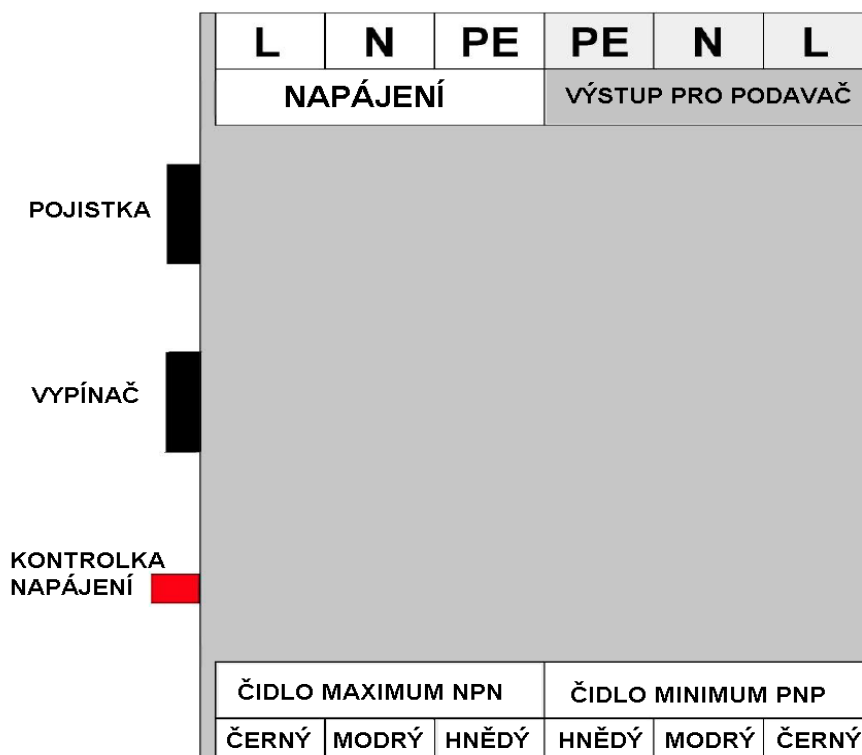 L N PE PE N L
NAPÁJENÍ VÝSTUP PRO PODAVAČ
POJISTKA
VYPÍNAČ
KONTROLKA
NAPÁJENÍ
ČIDLO MAXIMUM NPN ČIDLO MINIMUM PNP
ČERNÝ MODRÝ HNĚDÝ HNĚDÝ MODRÝ ČERNÝ